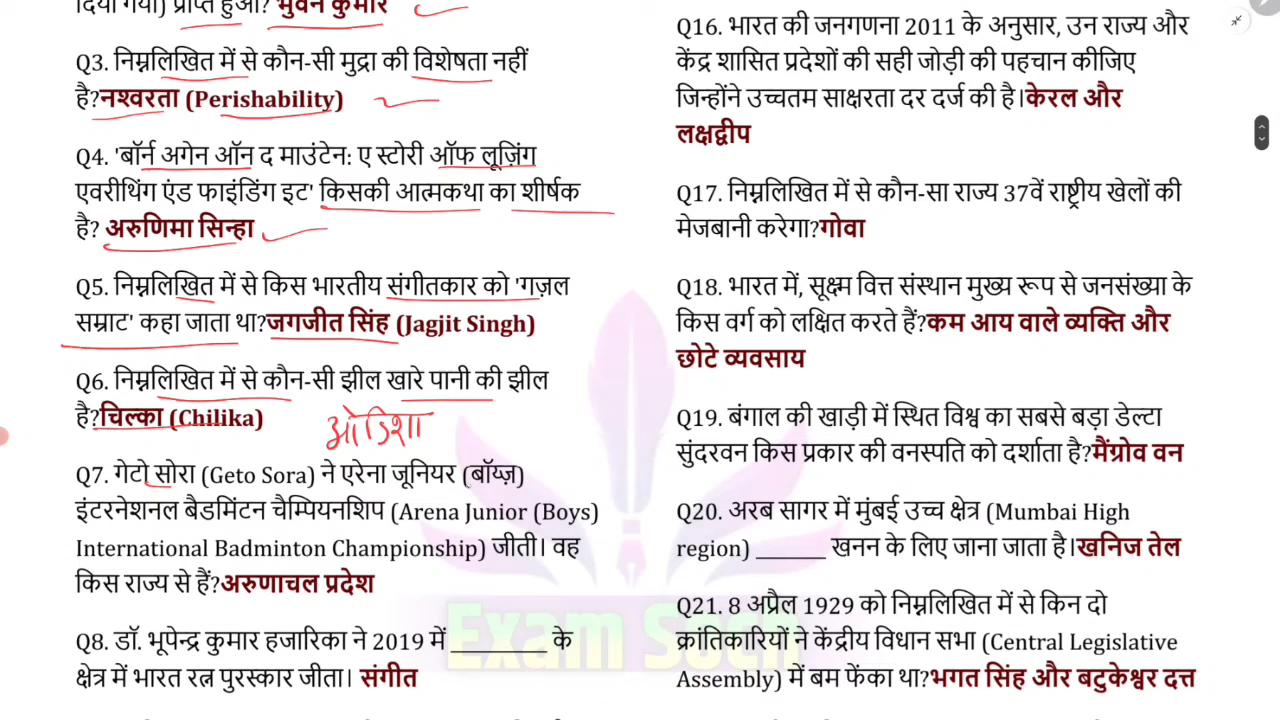 दिया गया) प्राप्त हुआ? भुवन कुमार
Q3. निम्नलिखित में से कौन-सी मुद्रा की विशेषता नहीं
है?नश्वरता (Perishability)
Q4. 'बॉर्न अगेन ऑन द माउंटेन: ए स्टोरी ऑफ लूज़िंग
एवरीथिंग एंड फाइंडिंग इट' किसकी आत्मकथा का शीर्षक
है? अरुणिमा सिन्हा
Q5. निम्नलिखित में से किस भारतीय संगीतकार को 'गज़ल
सम्राट' कहा जाता था?जगजीत सिंह (Jagjit Singh)
Q6. निम्नलिखित में से कौन-सी झील खारे पानी की झील
है?चिल्का (Chilika)
ओडिशा
Q7. गेटो सोरा (Geto Sora) ने एरेना जूनियर (बॉय्ज़)
इंटरनेशनल बैडमिंटन चैम्पियनशिप (Arena Junior (Boys)
International Badminton Championship) जीती। वह
किस राज्य से हैं?अरुणाचल प्रदेश
Q8. डॉ. भूपेन्द्र कुमार हजारिका ने 2019 में ________ के
क्षेत्र में भारत रत्न पुरस्कार जीता। संगीत
Q16. भारत की जनगणना 2011 के अनुसार, उन राज्य और
केंद्र शासित प्रदेशों की सही जोड़ी की पहचान कीजिए
जिन्होंने उच्चतम साक्षरता दर दर्ज की है।केरल और
लक्षद्वीप
Q17. निम्नलिखित में से कौन-सा राज्य 37वें राष्ट्रीय खेलों की
मेजबानी करेगा?गोवा
Q18. भारत में, सूक्ष्म वित्त संस्थान मुख्य रूप से जनसंख्या के
किस वर्ग को लक्षित करते हैं?कम आय वाले व्यक्ति और
छोटे व्यवसाय
Q19. बंगाल की खाड़ी में स्थित विश्व का सबसे बड़ा डेल्टा
सुंदरवन किस प्रकार की वनस्पति को दर्शाता है?मैंग्रोव वन
Q20. अरब सागर में मुंबई उच्च क्षेत्र (Mumbai High
region) ______ खनन के लिए जाना जाता है।खनिज तेल
Q21. 8 अप्रैल 1929 को निम्नलिखित में से किन दो
क्रांतिकारियों ने केंद्रीय विधान सभा (Central Legislative
Assembly) में बम फेंका था?भगत सिंह और बटुकेश्वर दत्त
Exam Such